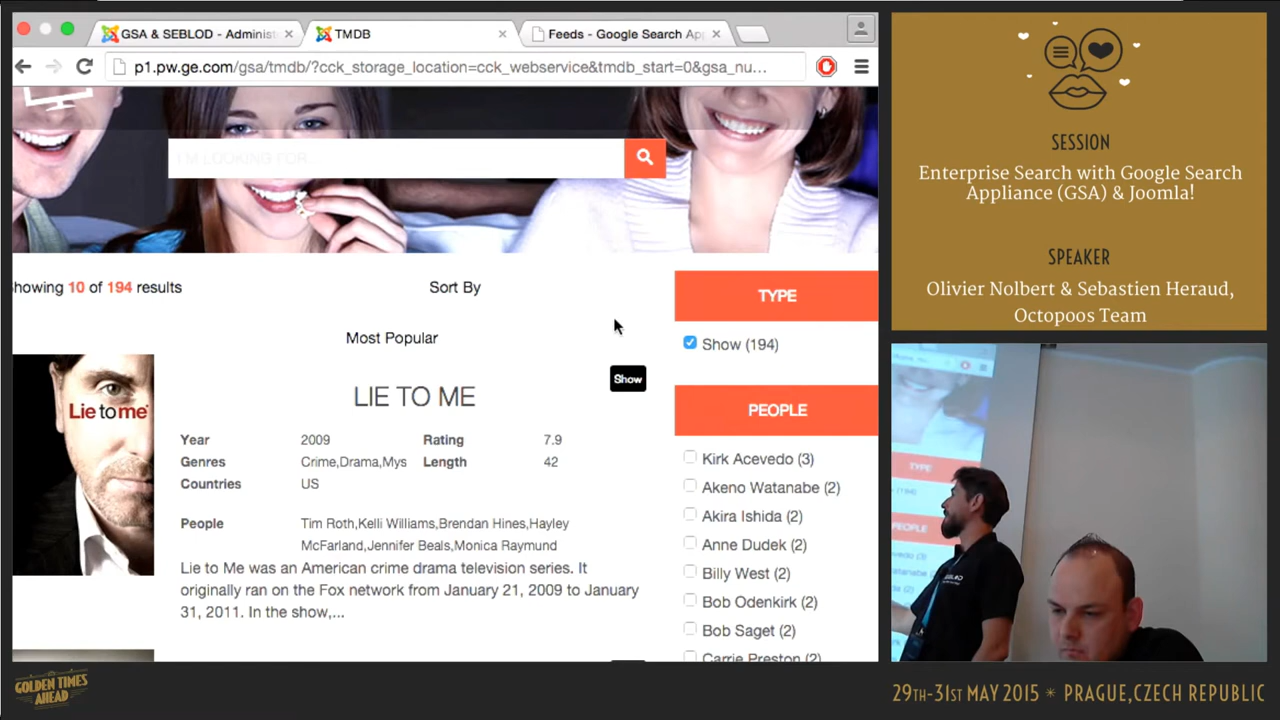 GSA & SEBLOD - Administ
TMDB
Feeds - Google Search Ap
p1.pw.ge.com/gsa/tmdb/?cck_storage_location=cck_webservice&tmdb_start=0&gsa_nu...
I'M LOOKING FOR...
howing 10 of 194 results
Sort By
Most Popular
TYPE
Show (194)
Show
Lie to me
LIE TO ME
Year 2009 Rating 7.9
Genres Crime,Drama,Mys Length 42
Countries US
People Tim Roth,Kelli Williams,Brendan Hines,Hayley
McFarland,Jennifer Beals,Monica Raymund
Lie to Me was an American crime drama television series. It
originally ran on the Fox network from January 21, 2009 to January
31, 2011. In the show,...
PEOPLE
Kirk Acevedo (3)
Akeno Watanabe (2)
Akira Ishida (2)
Anne Dudek (2)
Billy West (2)
Bob Odenkirk (2)
Bob Saget (2)
Carrie Preston (2)
SESSION
Enterprise Search with Google Search
Appliance (GSA) & Joomla!
SPEAKER
Olivier Nolbert & Sebastien Heraud,
Octopoos Team
TYPE
PEOPLE
GOLDEN TIMES
AHEAD
29TH-31ST MAY 2015 * PRAGUE,CZECH REPUBLIC